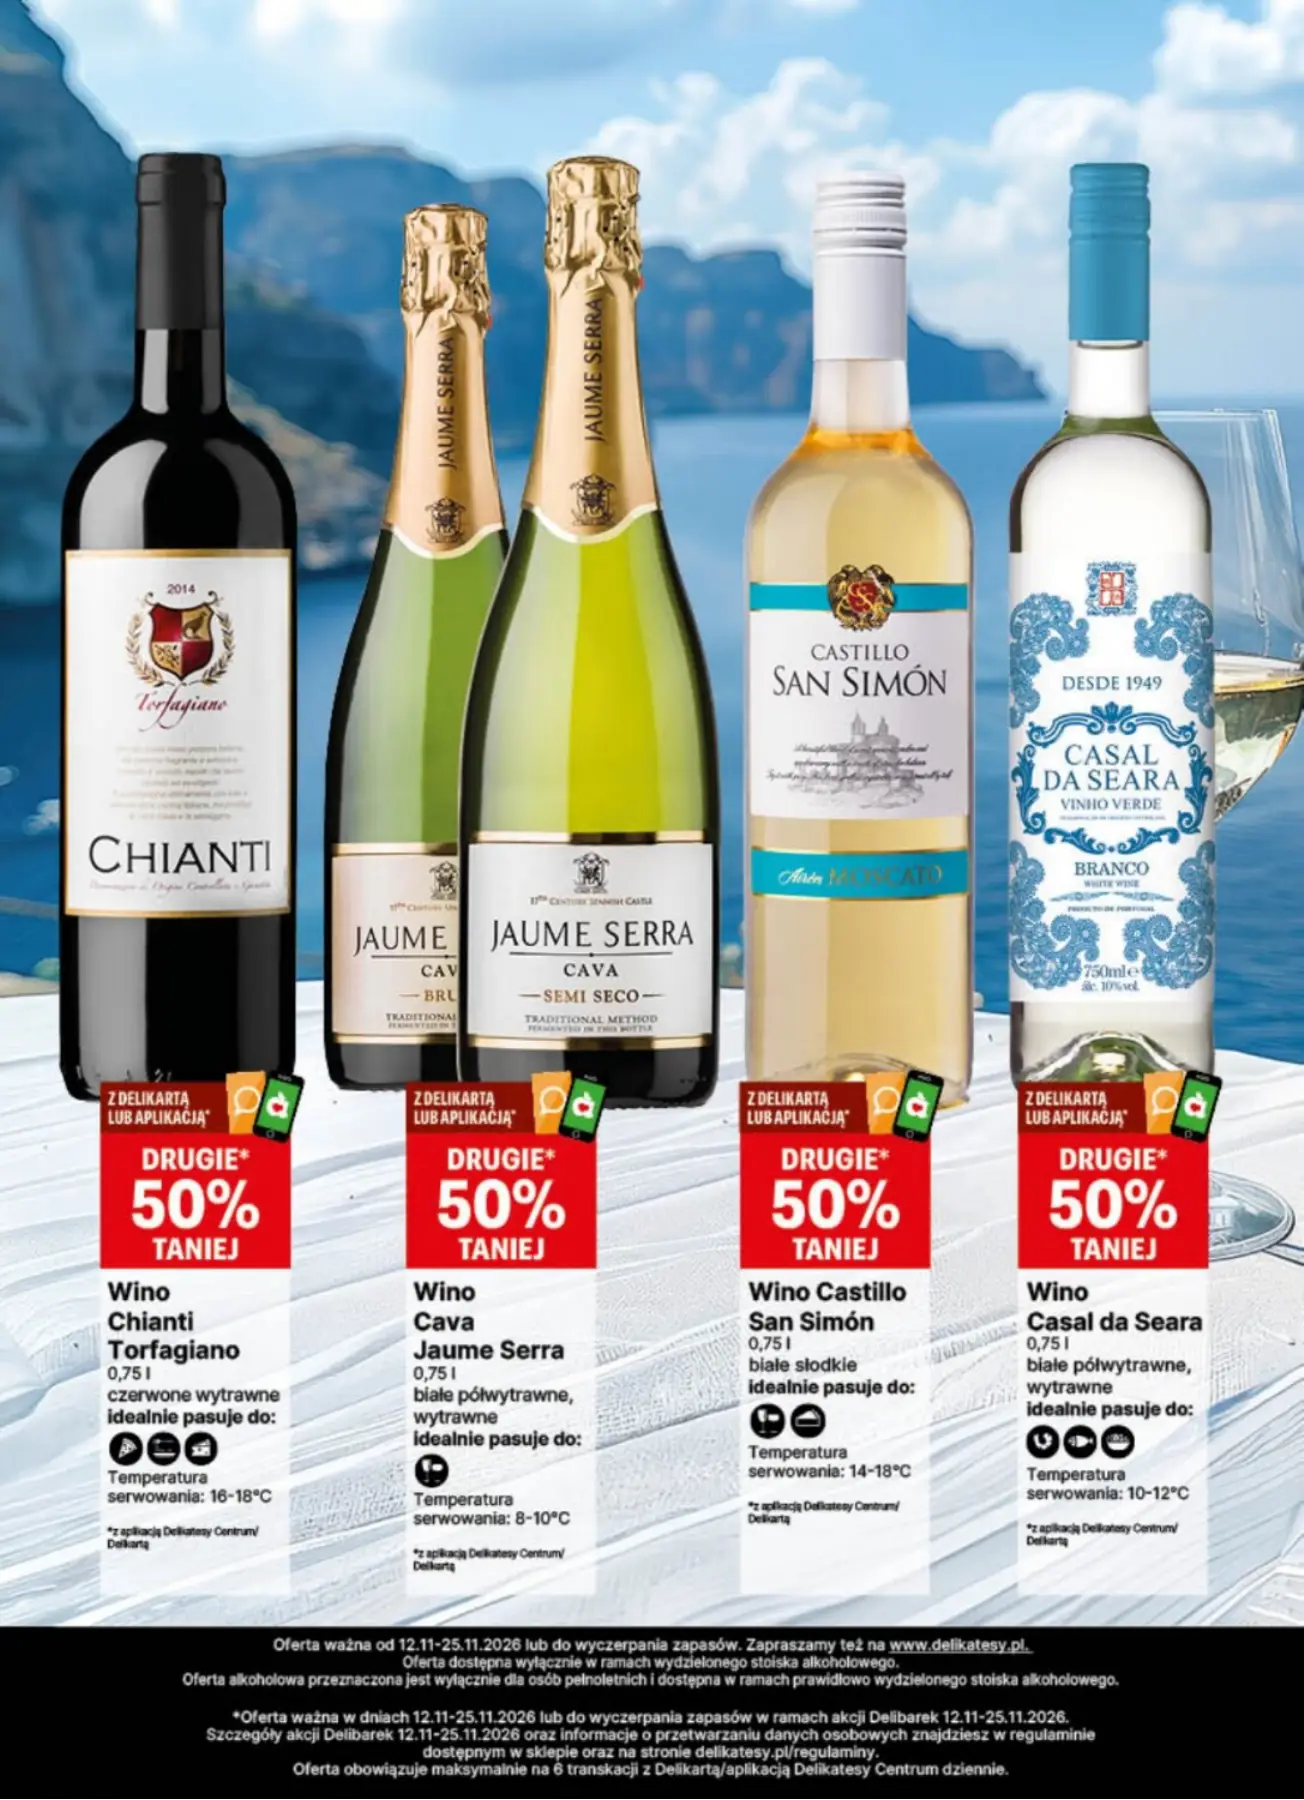 2014
Torfagiano
CHIANTI
JAUME SERRA
JAUME
CAV
BRU
TRADITIONAL
JAUME SERRA
17TH CENTURY SPANISH CASTLE
JAUME SERRA
CAVA
SEMI SECO
TRADITIONAL METHOD
FERMENTED IN THIS BOTTLE
CASTILLO
SAN SIMÓN
Airén MOSCATO
DESDE 1949
CASAL
DA SEARA
VINHO VERDE
BRANCO
WHITE WINE
750ml e
alc. 10% vol.
Z DELIKARTĄ
LUB APLIKACJĄ*
DRUGIE*
50%
TANIEJ
Wino
Chianti
Torfagiano
0,75 l
czerwone wytrawne
idealnie pasuje do:
Temperatura
serwowania: 16-18°C
*z aplikacją Delikatesy Centrum/
Delikartą
Z DELIKARTĄ
LUB APLIKACJĄ*
DRUGIE*
50%
TANIEJ
Wino
Cava
Jaume Serra
0,75 l
białe półwytrawne,
wytrawne
idealnie pasuje do:
Temperatura
serwowania: 8-10°C
*z aplikacją Delikatesy Centrum/
Delikartą
Z DELIKARTĄ
LUB APLIKACJĄ*
DRUGIE*
50%
TANIEJ
Wino Castillo
San Simón
0,75 l
białe słodkie
idealnie pasuje do:
Temperatura
serwowania: 14-18°C
*z aplikacją Delikatesy Centrum/
Delikartą
Z DELIKARTĄ
LUB APLIKACJĄ*
DRUGIE*
50%
TANIEJ
Wino
Casal da Seara
0,75 l
białe półwytrawne,
wytrawne
idealnie pasuje do:
Temperatura
serwowania: 10-12°C
*z aplikacją Delikatesy Centrum/
Delikartą
Oferta ważna od 12.11-25.11.2026 lub do wyczerpania zapasów. Zapraszamy też na www.delikatesy.pl.
Oferta dostępna wyłącznie w ramach wydzielonego stoiska alkoholowego.
Oferta alkoholowa przeznaczona jest wyłącznie dla osób pełnoletnich i dostępna w ramach prawidłowo wydzielonego stoiska alkoholowego.
*Oferta ważna w dniach 12.11-25.11.2026 lub do wyczerpania zapasów w ramach akcji Delibarek 12.11-25.11.2026.
Szczegóły akcji Delibarek 12.11-25.11.2026 oraz informacje o przetwarzaniu danych osobowych znajdziesz w regulaminie
dostępnym w sklepie oraz na stronie delikatesy.pl/regulaminy.
Oferta obowiązuje maksymalnie na 6 transkacji z Delikartą/aplikacją Delikatesy Centrum dziennie.